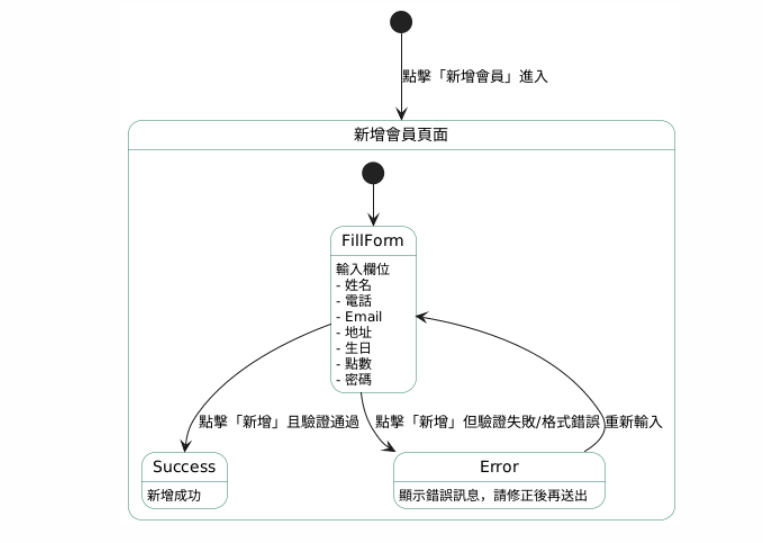 點擊「新增會員」進入
新增會員頁面
FillForm
輸入欄位
- 姓名
- 電話
- Email
- 地址
- 生日
- 點數
- 密碼
點擊「新增」且驗證通過
點擊「新增」但驗證失敗/格式錯誤
重新輸入
Success
新增成功
Error
顯示錯誤訊息，請修正後再送出